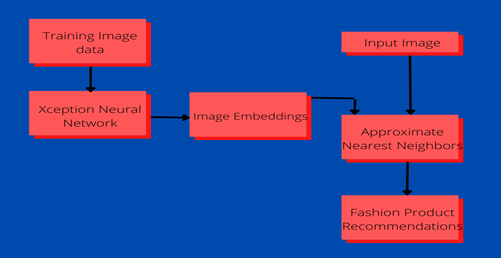 Training Image
data
Xception Neural
Network
Image Embeddings
Input Image
Approximate
Nearest Neighbors
Fashion Product
Recommendations